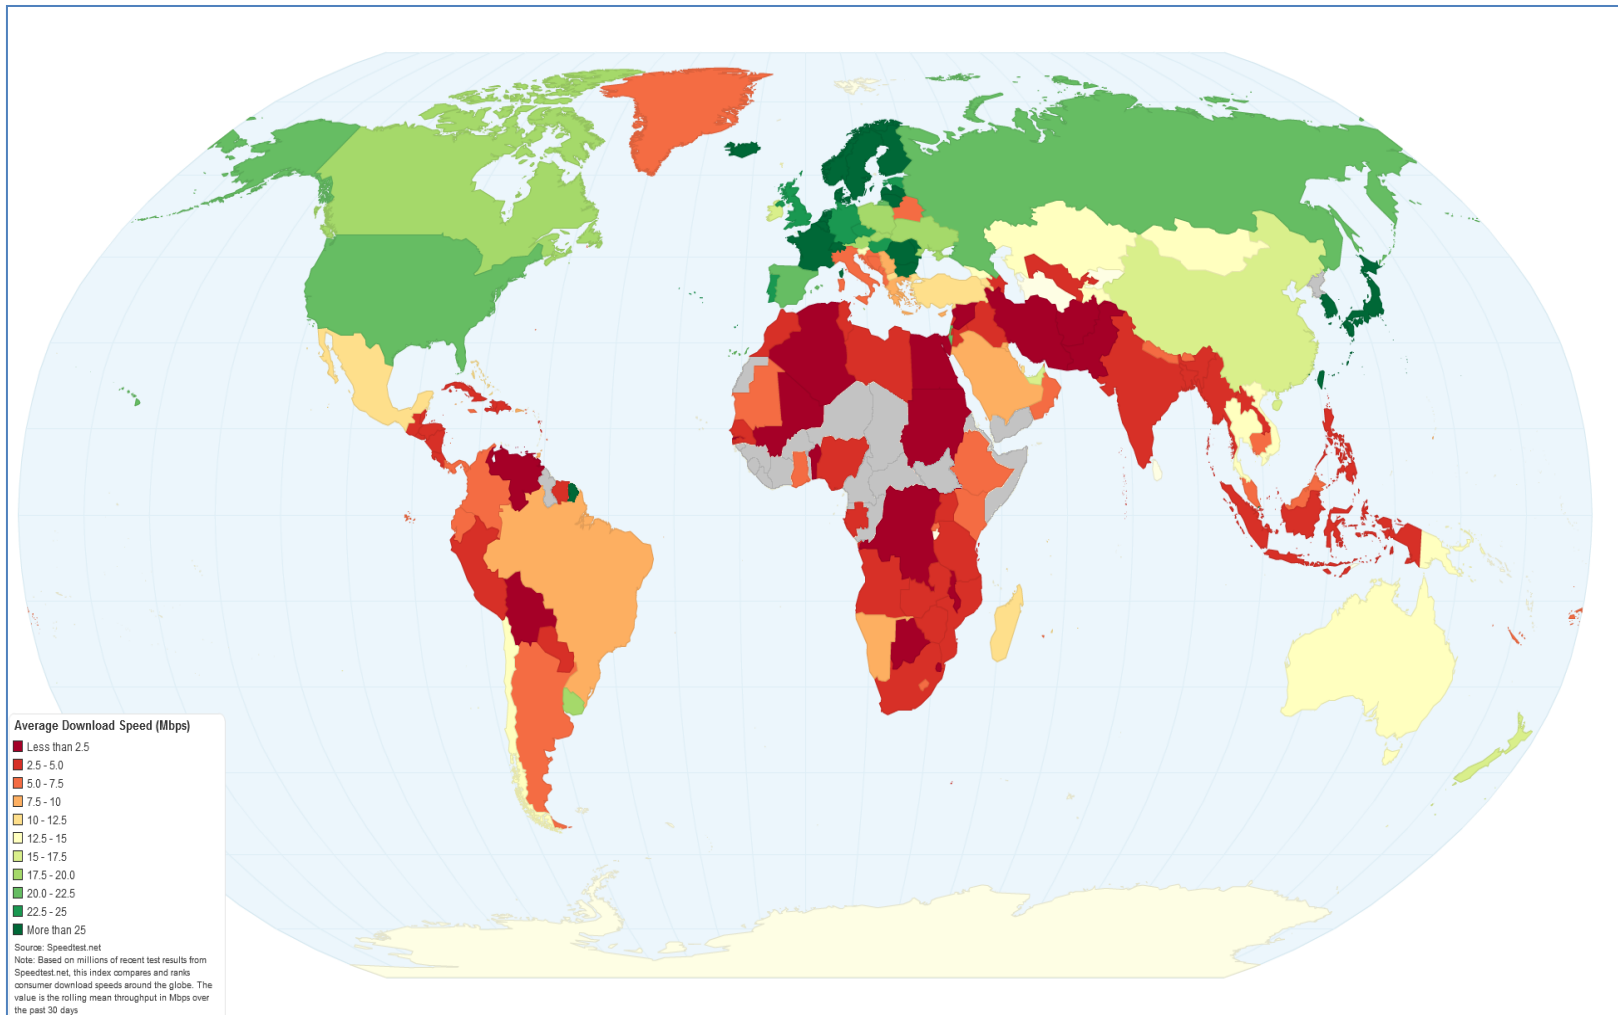 Average Download Speed (Mbps)
Less than 2.5
2.5 - 5.0
5.0 - 7.5
7.5 - 10
10 - 12.5
12.5 - 15
15 - 17.5
17.5 - 20.0
20.0 - 22.5
22.5 - 25
More than 25
Source: Speedtest.net
Note: Based on millions of recent test results from
Speedtest.net, this index compares and ranks
consumer download speeds around the globe. The
value is the rolling mean throughput in Mbps over
the past 30 days